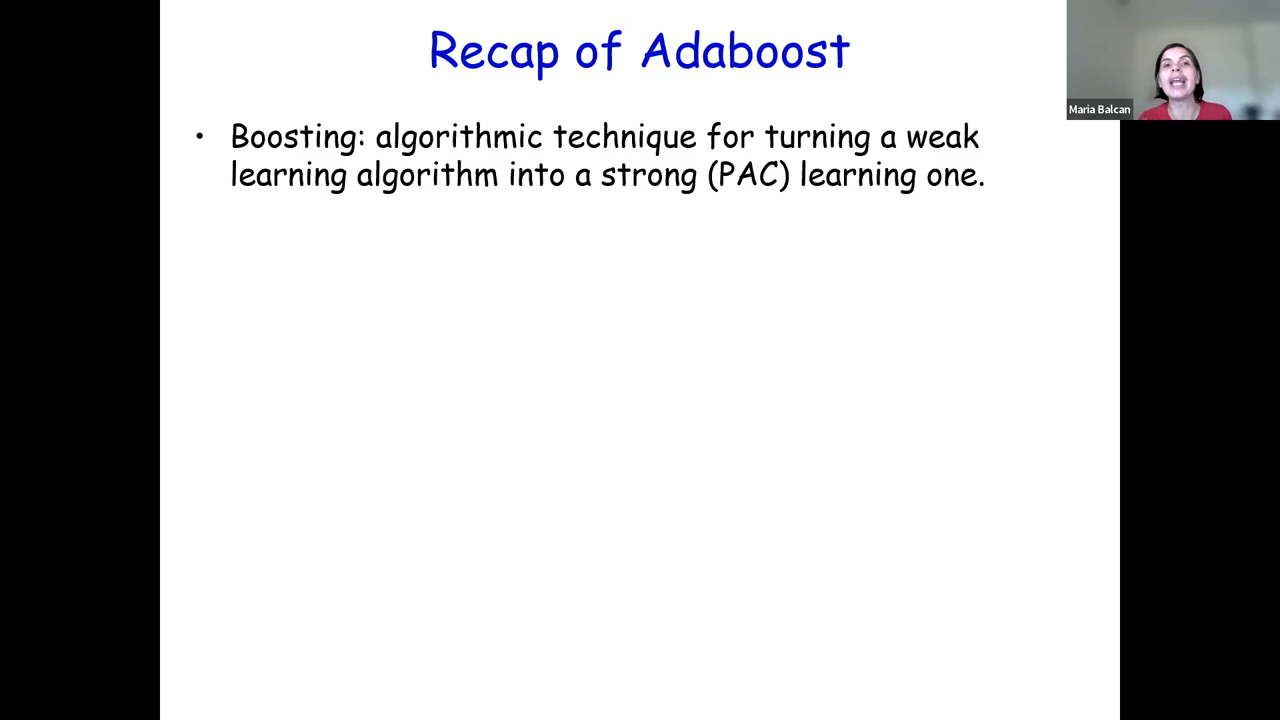 Recap of Adaboost
Maria Balcan
• Boosting: algorithmic technique for turning a weak
learning algorithm into a strong (PAC) learning one.